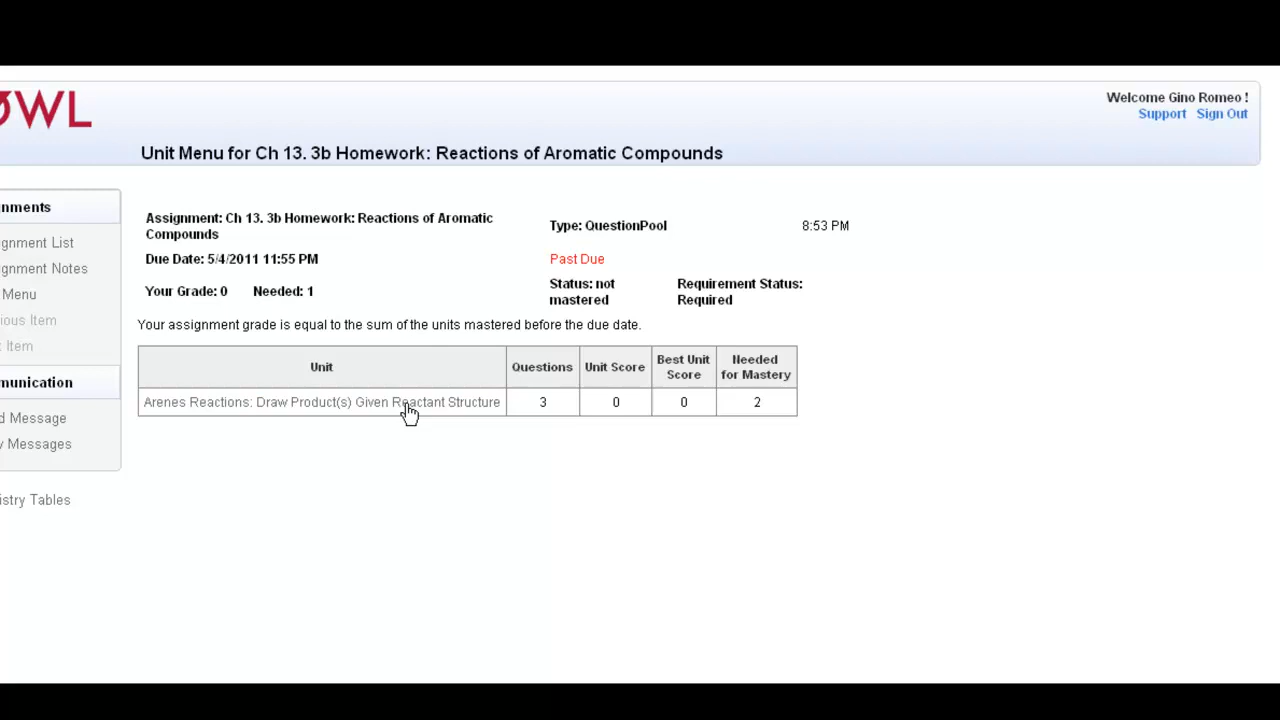 OWL
Welcome Gino Romeo !
Support Sign Out
Unit Menu for Ch 13. 3b Homework: Reactions of Aromatic Compounds
nments
gnment List
gnment Notes
Menu
ious Item
t Item
munication
d Message
v Messages
istry Tables
Assignment: Ch 13. 3b Homework: Reactions of Aromatic
Compounds
Type: QuestionPool
8:53 PM
Due Date: 5/4/2011 11:55 PM
Past Due
Your Grade: 0 Needed: 1
Status: not
mastered
Requirement Status:
Required
Your assignment grade is equal to the sum of the units mastered before the due date.
Unit Questions Unit Score Best Unit Score Needed for Mastery
Arenes Reactions: Draw Product(s) Given Reactant Structure 3 0 0 2